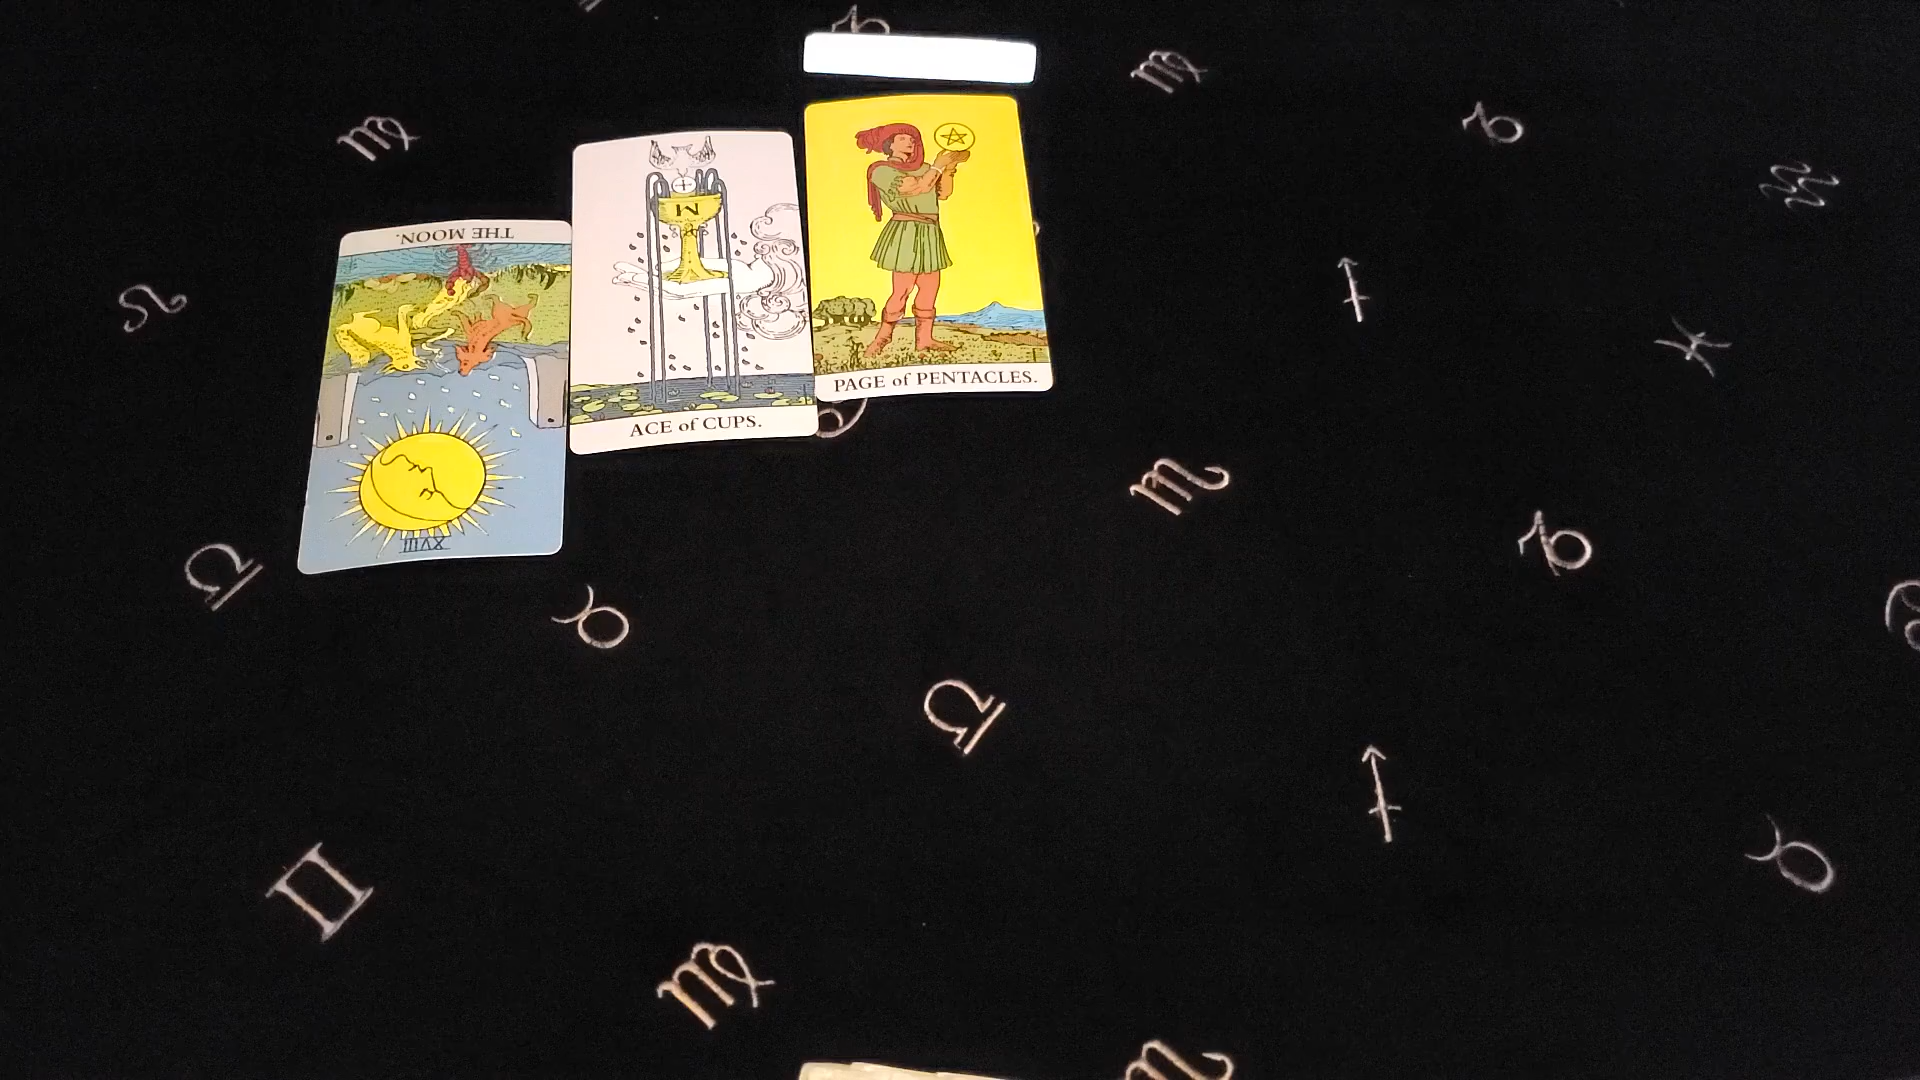 THE MOON.
XVIII
M
ACE of CUPS.
PAGE of PENTACLES.